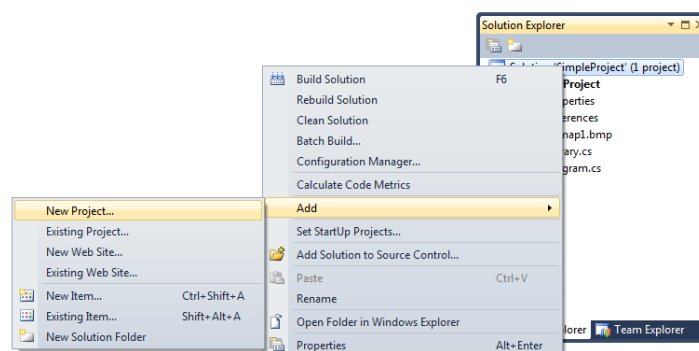 Solution Explorer
'SimpleProject' (1 project)
Project
Build Solution F6
Rebuild Solution
Clean Solution
Batch Build...
Configuration Manager...
Calculate Code Metrics
Add
Set StartUp Projects...
Add Solution to Source Control...
Paste Ctrl+V
Rename
Open Folder in Windows Explorer
Properties Alt+Enter
perties
erences
map1.bmp
ary.cs
gram.cs
New Project...
Existing Project...
New Web Site...
Existing Web Site...
New Item... Ctrl+Shift+A
Existing Item... Shift+Alt+A
New Solution Folder
lorer Team Explorer